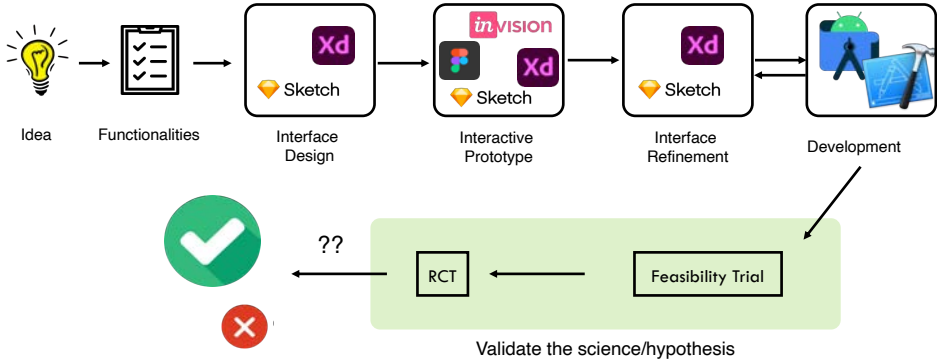 Xd
Sketch
inVISION
Xd
Sketch
Xd
Sketch
Idea
Functionalities
Interface
Design
Interactive
Prototype
Interface
Refinement
Development
??
RCT
Feasibility Trial
Validate the science/hypothesis